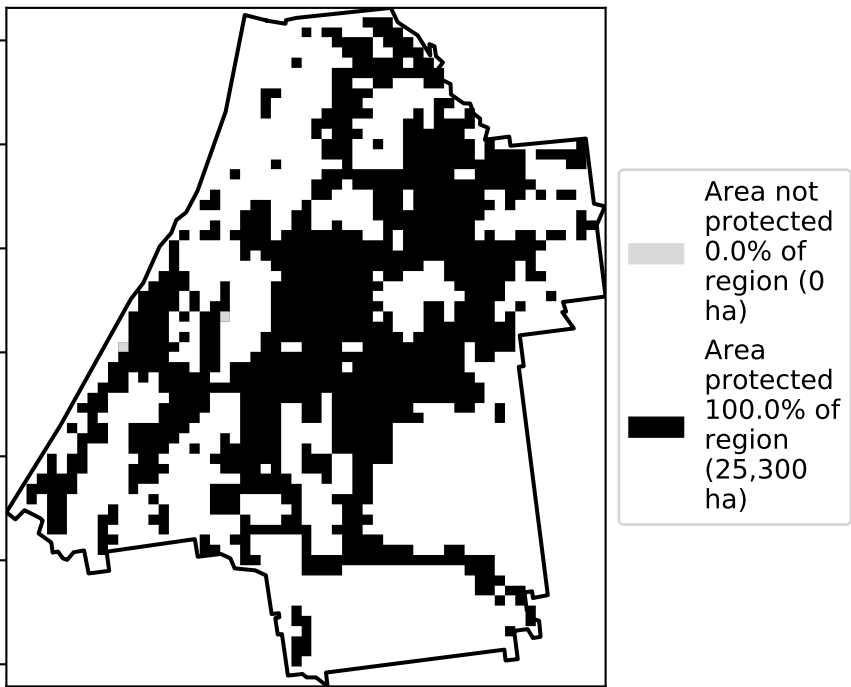 Area not
protected
0.0% of
region (0
ha)
Area
protected
100.0% of
region
(25,300
ha)